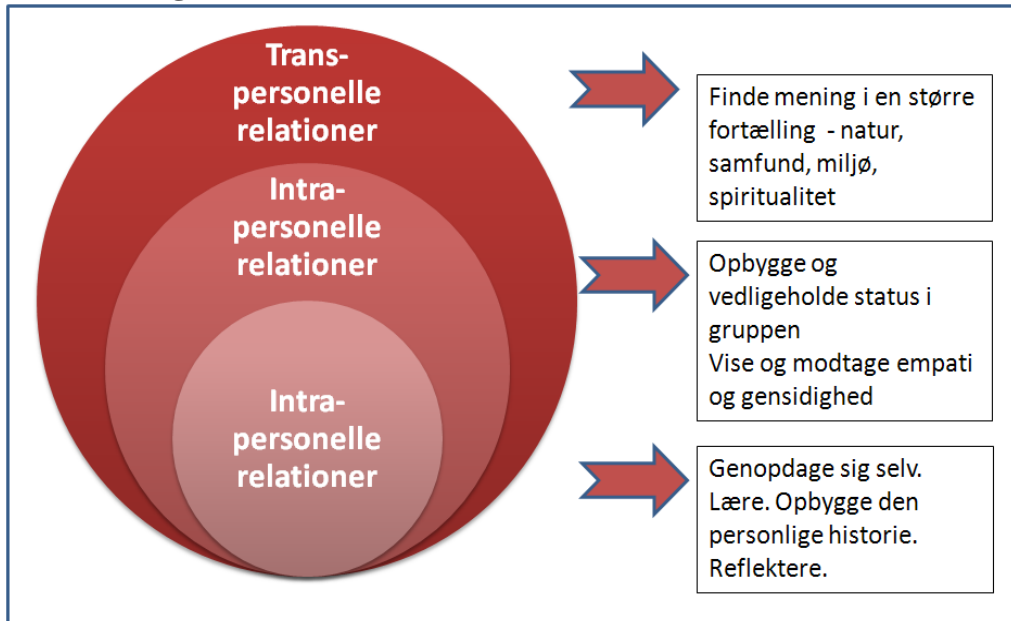 Trans-
personelle
relationer
Finde mening i en større
fortælling - natur,
samfund, miljø,
spiritualitet
Intra-
personelle
relationer
Opbygge og
vedligeholde status i
gruppen
Vise og modtage empati
og gensidighed
Intra-
personelle
relationer
Genopdage sig selv.
Lære. Opbygge den
personlige historie.
Reflektere.